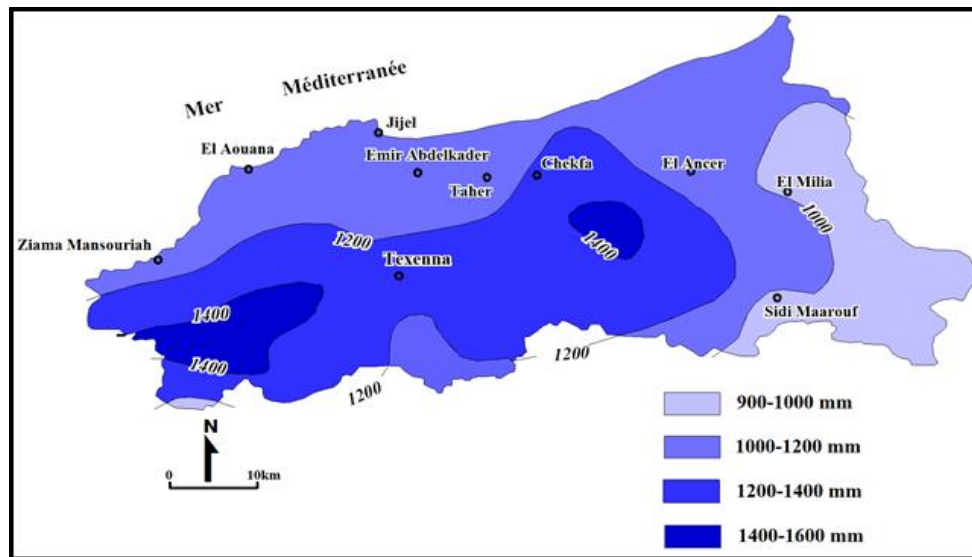 Mer Méditerranée
Jijel
El Aouana
Emir Abdelkader
Chekfa
El Ancer
Taher
El Milia
1000
Ziama Mansouriah
1200
1400
Texenna
1400
Sidi Maarouf
1400
1200
1200
N
0 10km
900-1000 mm
1000-1200 mm
1200-1400 mm
1400-1600 mm